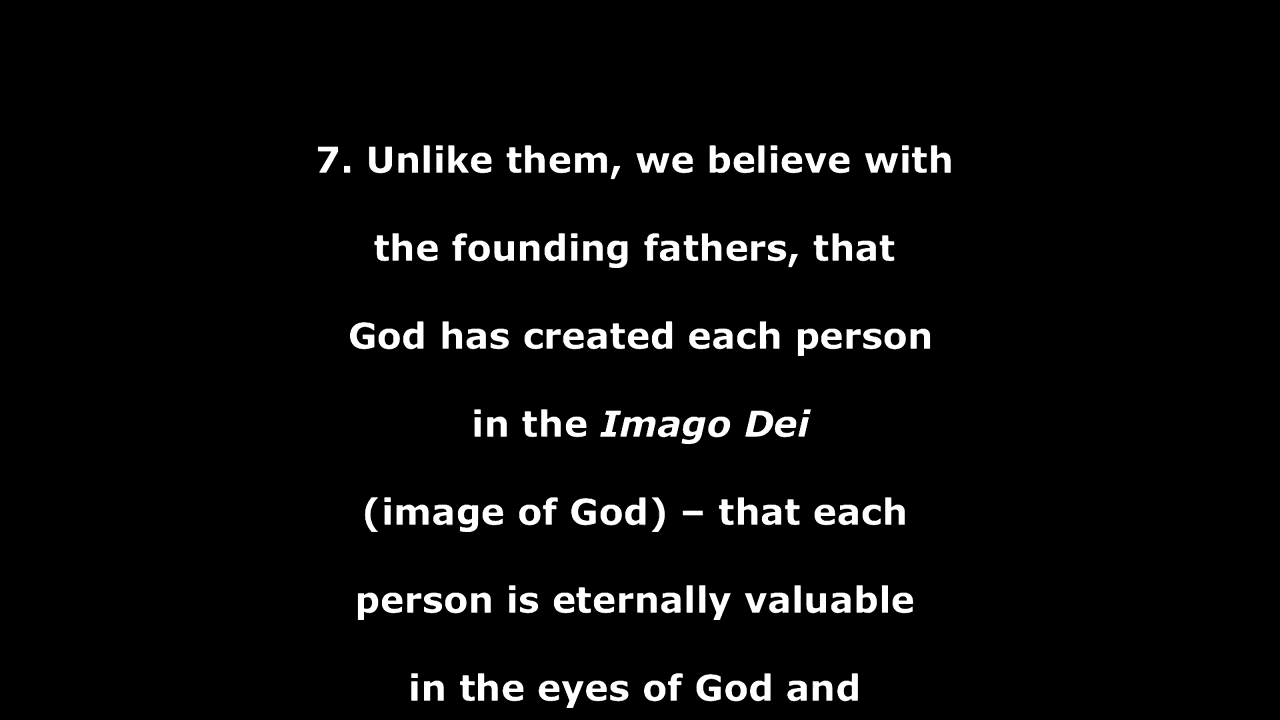 7. Unlike them, we believe with
the founding fathers, that
God has created each person
in the Imago Dei
(image of God) – that each
person is eternally valuable
in the eyes of God and